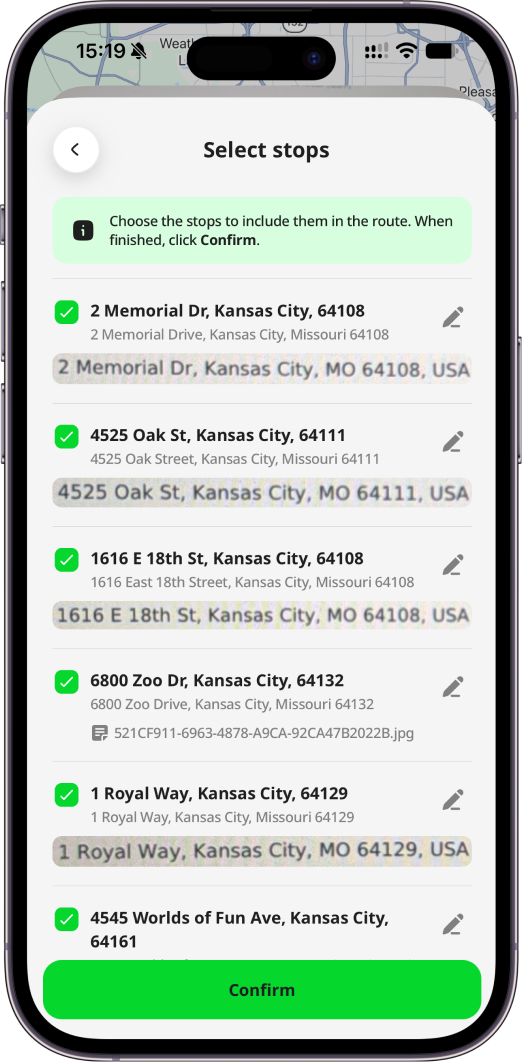 15:19
Select stops
Choose the stops to include them in the route. When
finished, click Confirm.
2 Memorial Dr, Kansas City, 64108
2 Memorial Drive, Kansas City, Missouri 64108
2 Memorial Dr, Kansas City, MO 64108, USA
4525 Oak St, Kansas City, 64111
4525 Oak Street, Kansas City, Missouri 64111
4525 Oak St, Kansas City, MO 64111, USA
1616 E 18th St, Kansas City, 64108
1616 East 18th Street, Kansas City, Missouri 64108
1616 E 18th St, Kansas City, MO 64108, USA
6800 Zoo Dr, Kansas City, 64132
6800 Zoo Drive, Kansas City, Missouri 64132
521CF911-6963-4878-A9CA-92CA47B2022B.jpg
1 Royal Way, Kansas City, 64129
1 Royal Way, Kansas City, Missouri 64129
1 Royal Way, Kansas City, MO 64129, USA
4545 Worlds of Fun Ave, Kansas City,
64161
Confirm